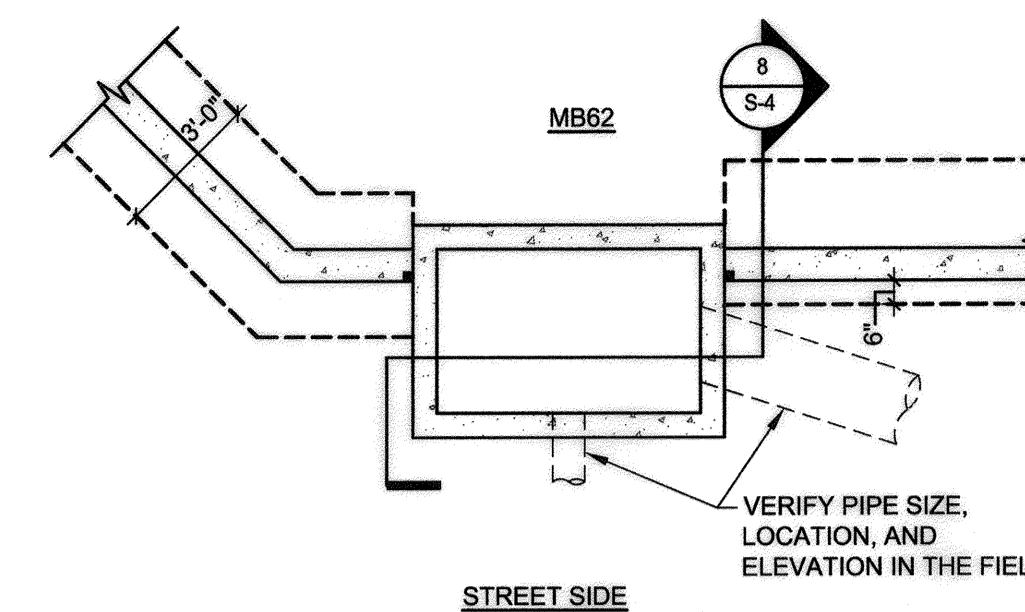 8
S-4
MB62
3'-0"
6"
VERIFY PIPE SIZE,
LOCATION, AND
ELEVATION IN THE FIEL
STREET SIDE